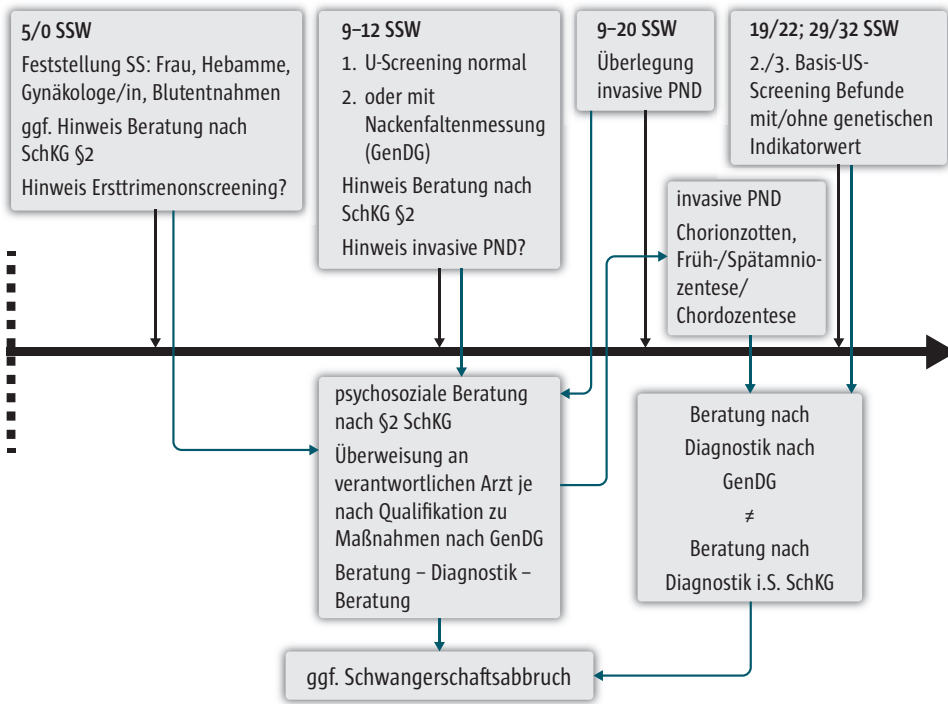 5/0 SSW
Feststellung SS: Frau, Hebamme,
Gynäkologe/in, Blutentnahmen
ggf. Hinweis Beratung nach
SchKG §2
Hinweis Ersttrimenonscreening?
9–12 SSW
1. U-Screening normal
2. oder mit
Nackenfaltenmessung
(GenDG)
Hinweis Beratung nach
SchKG §2
Hinweis invasive PND?
9–20 SSW
Überlegung
invasive PND
19/22; 29/32 SSW
2./3. Basis-US-
Screening Befunde
mit/ohne genetischen
Indikatorwert
invasive PND
Chorionzotten,
Früh-/Spätamnio-
zentese/
Chordozentese
psychosoziale Beratung
nach §2 SchKG
Überweisung an
verantwortlichen Arzt je
nach Qualifikation zu
Maßnahmen nach GenDG
Beratung – Diagnostik –
Beratung
Beratung nach
Diagnostik nach
GenDG
≠
Beratung nach
Diagnostik i.S. SchKG
ggf. Schwangerschaftsabbruch